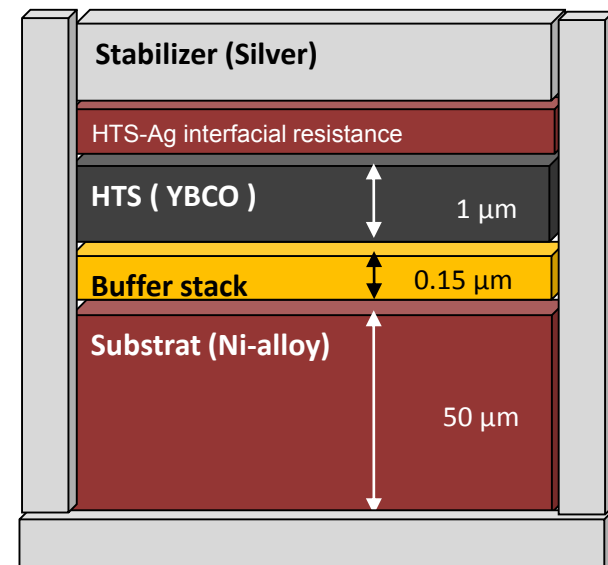 Stabilizer (Silver)
HTS-Ag interfacial resistance
HTS ( YBCO )
1 µm
Buffer stack
0.15 µm
Substrat (Ni-alloy)
50 µm